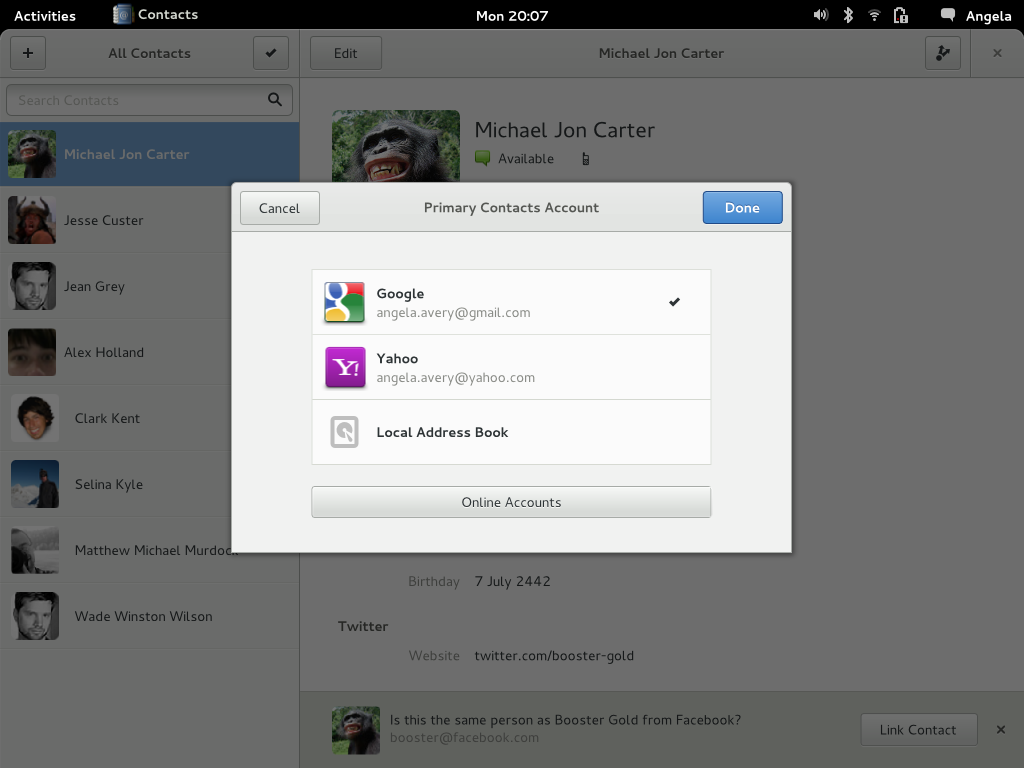 Activities
Contacts
Mon 20:07
Angela
All Contacts
Edit
Michael Jon Carter
Search Contacts
Michael Jon Carter
Jesse Custer
Jean Grey
Alex Holland
Clark Kent
Selina Kyle
Matthew Michael Murdoc
Wade Winston Wilson
Michael Jon Carter
Available
Cancel
Primary Contacts Account
Done
Google
angela.avery@gmail.com
Y!
Yahoo
angela.avery@yahoo.com
Local Address Book
Online Accounts
Birthday 7 July 2442
Twitter
Website twitter.com/booster-gold
Is this the same person as Booster Gold from Facebook?
booster@facebook.com
Link Contact